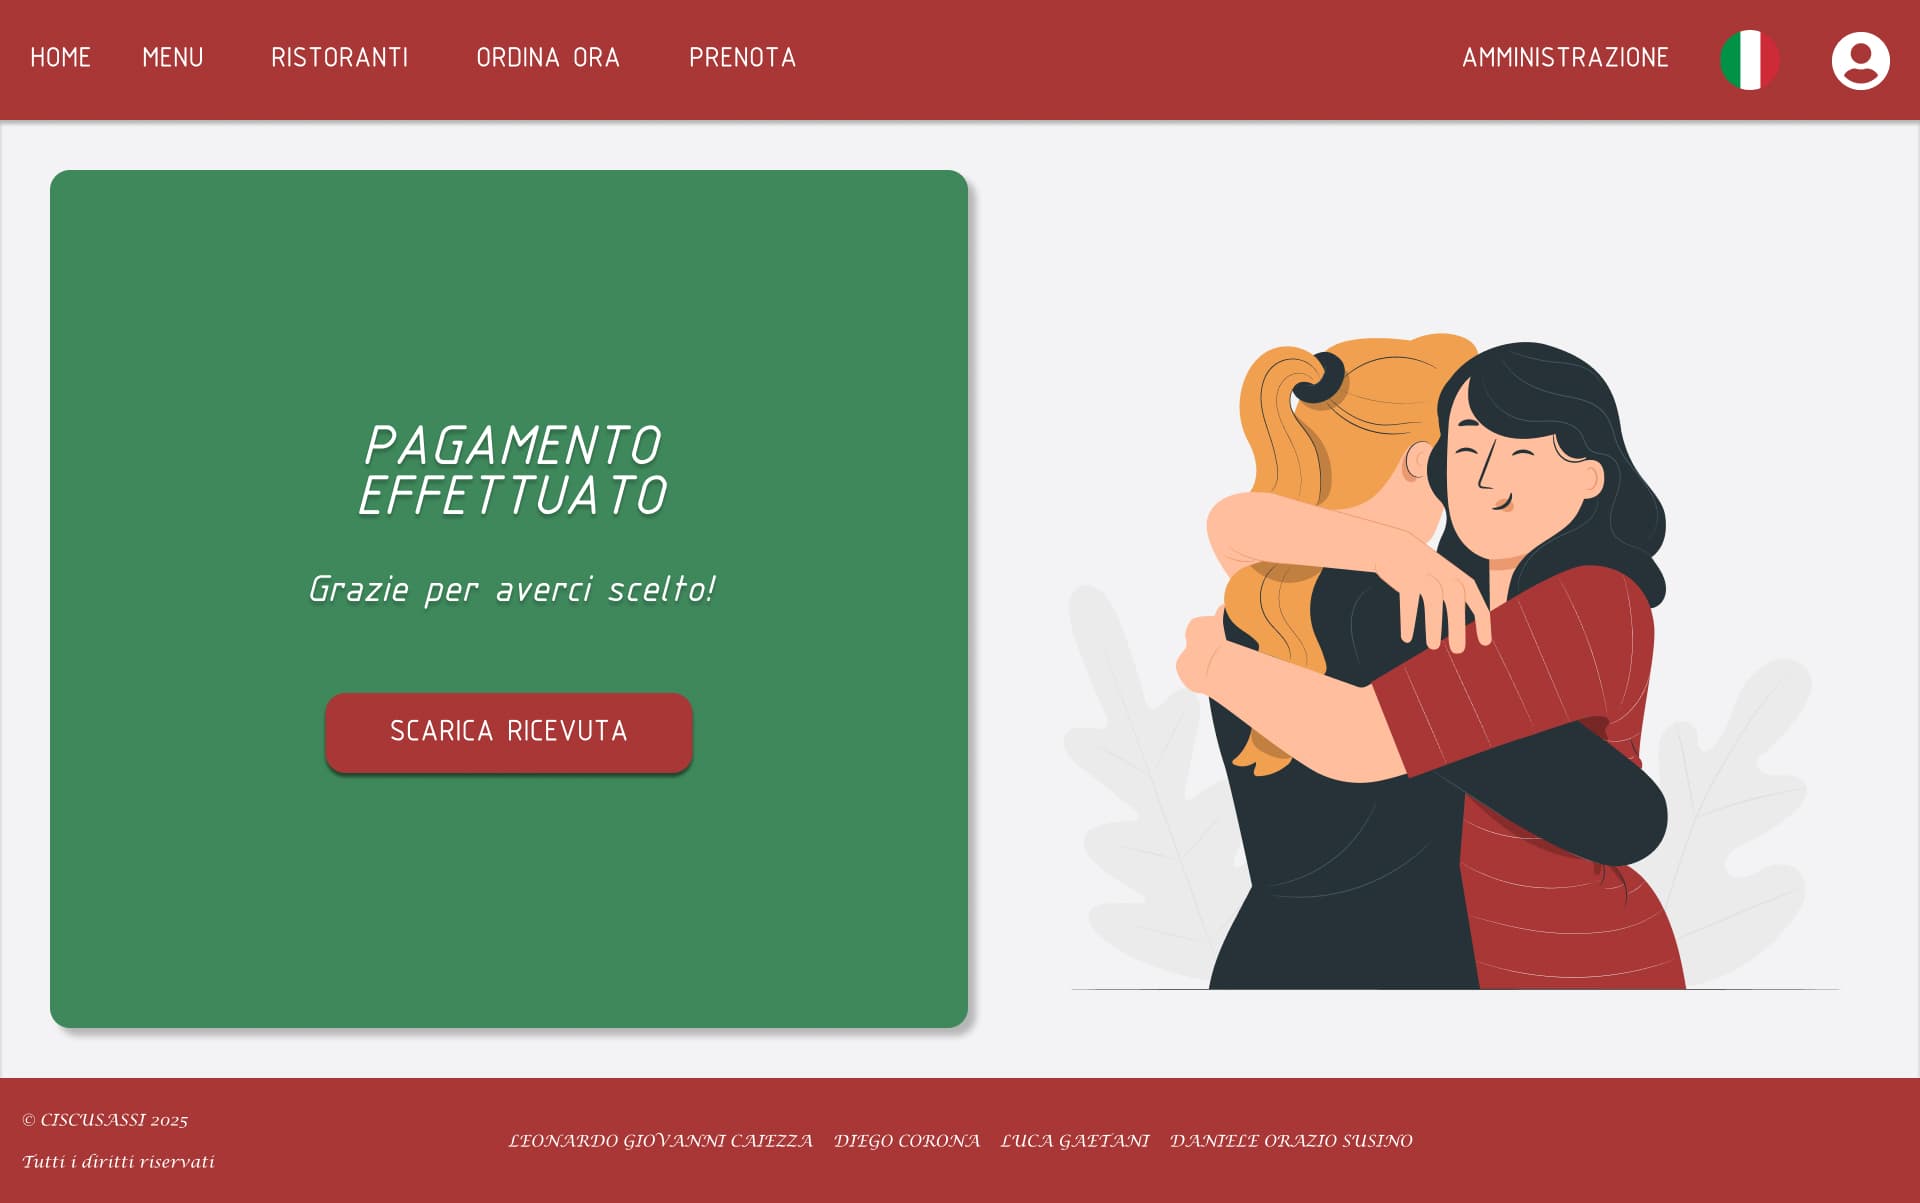 HOME MENU RISTORANTI ORDINA ORA PRENOTA AMMINISTRAZIONE
PAGAMENTO
EFFETTUATO
Grazie per averci scelto!
SCARICA RICEVUTA
© CISCUSASSI 2025
Tutti i diritti riservati
LEONARDO GIOVANNI CAIEZZA DIEGO CORONA LUCA GAETANI DANIELE ORAZIO SUSINO